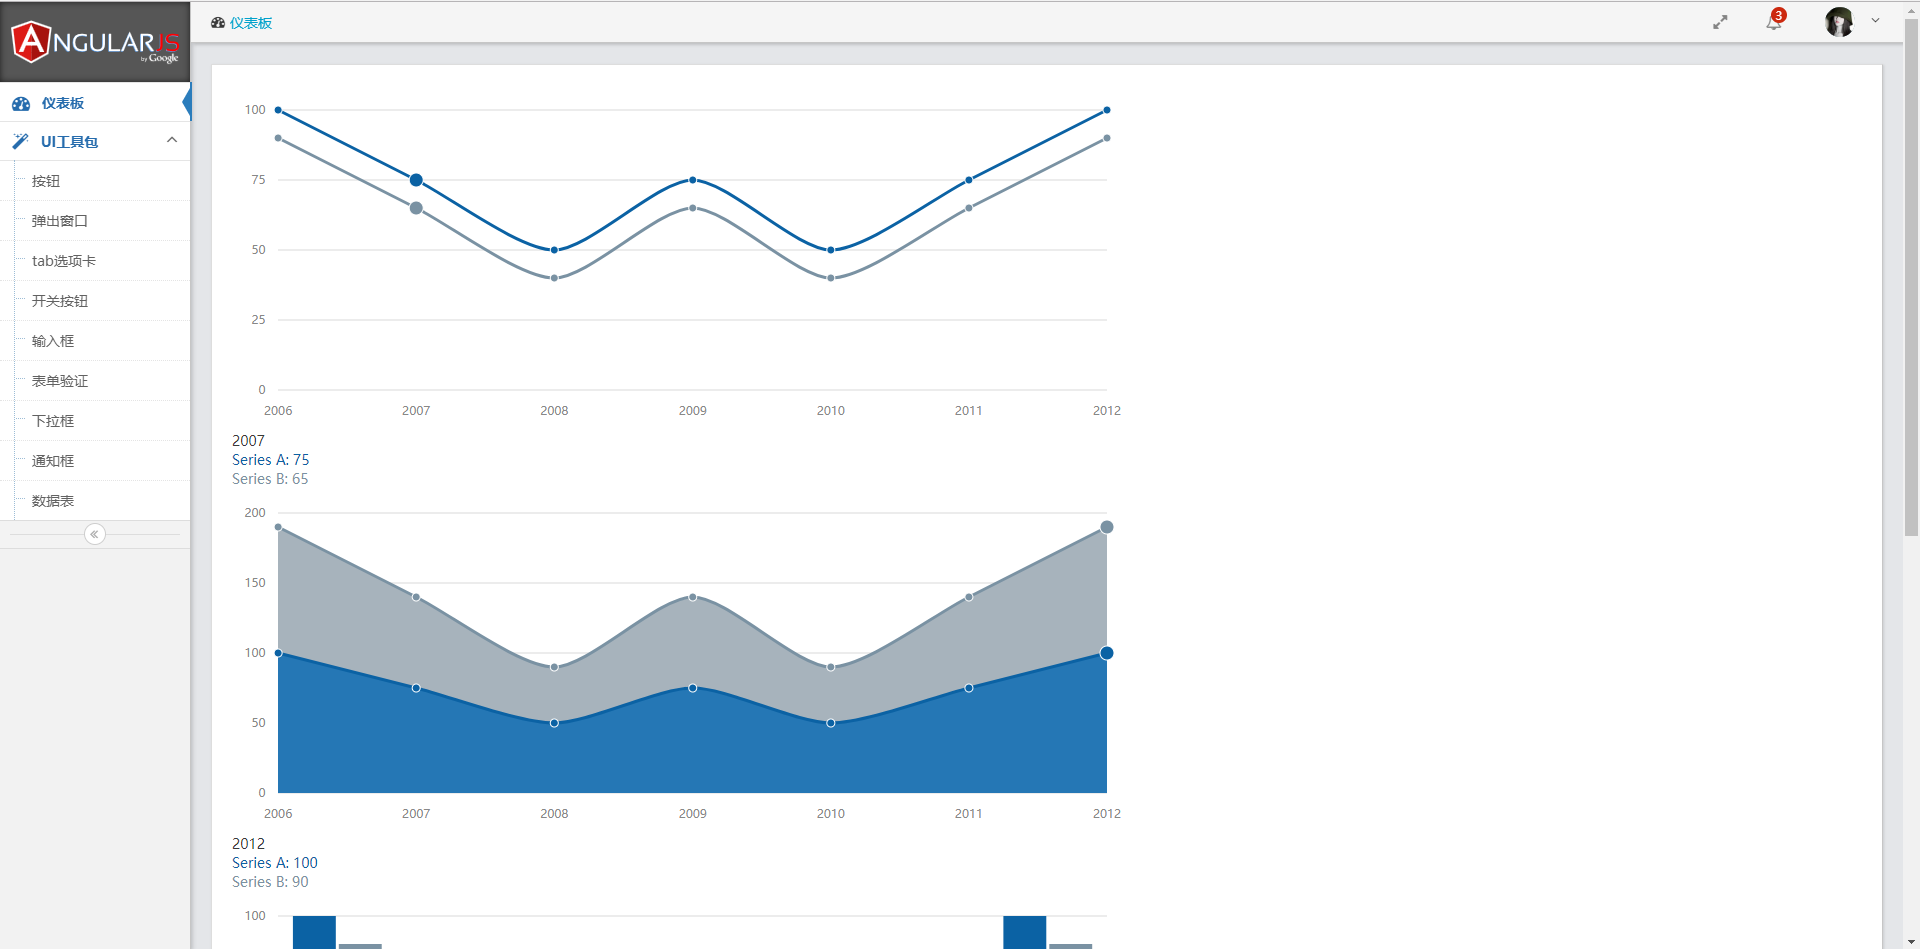 ANGULARJS
by Google
仪表板
3
仪表板
UI工具包
按钮
弹出窗口
tab选项卡
开关按钮
输入框
表单验证
下拉框
通知框
数据表
100
75
50
25
0
2006 2007 2008 2009 2010 2011 2012
2007
Series A: 75
Series B: 65
200
150
100
50
0
2006 2007 2008 2009 2010 2011 2012
2012
Series A: 100
Series B: 90
100